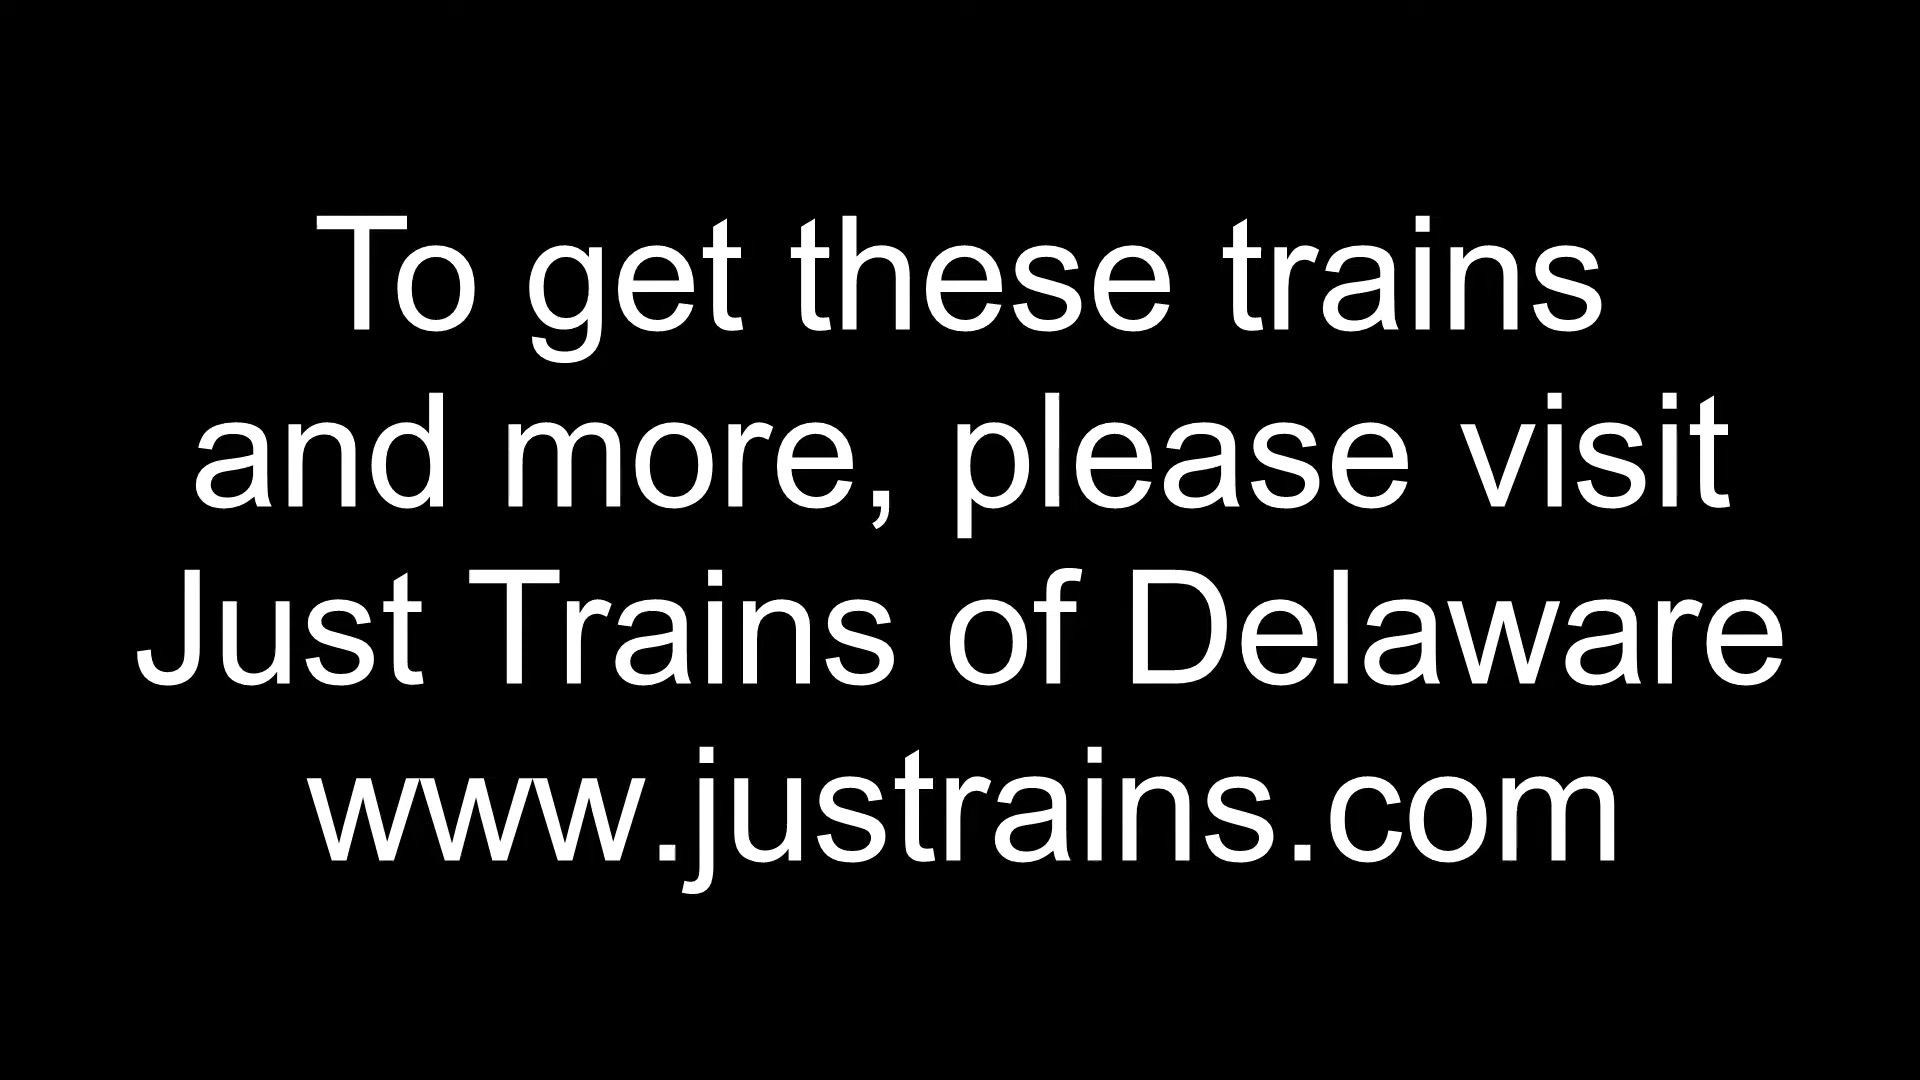 To get these trains
and more, please visit
Just Trains of Delaware
www.justrains.com